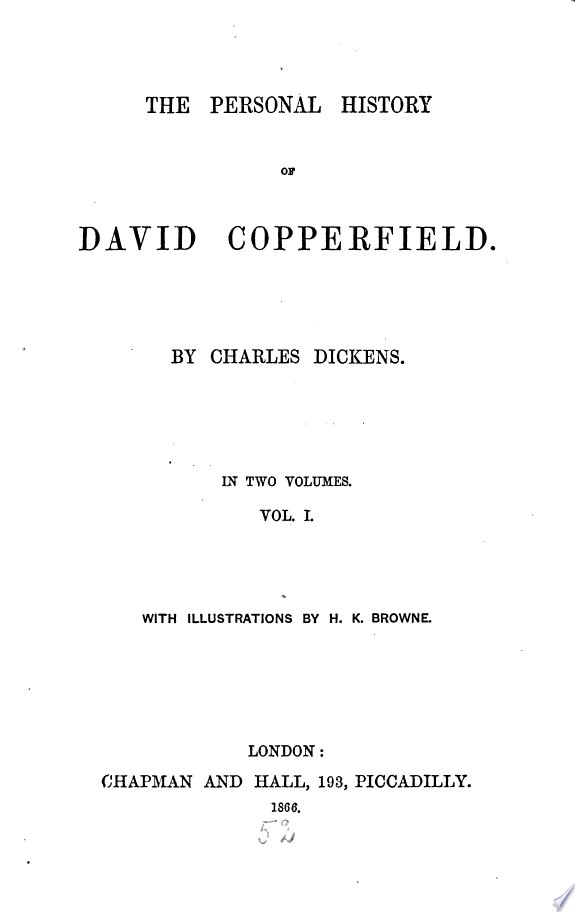 THE PERSONAL HISTORY
OF
DAVID COPPERFIELD.
BY CHARLES DICKENS.
IN TWO VOLUMES.
VOL. I.
WITH ILLUSTRATIONS BY H. K. BROWNE.
LONDON:
CHAPMAN AND HALL, 193, PICCADILLY.
1866.
52